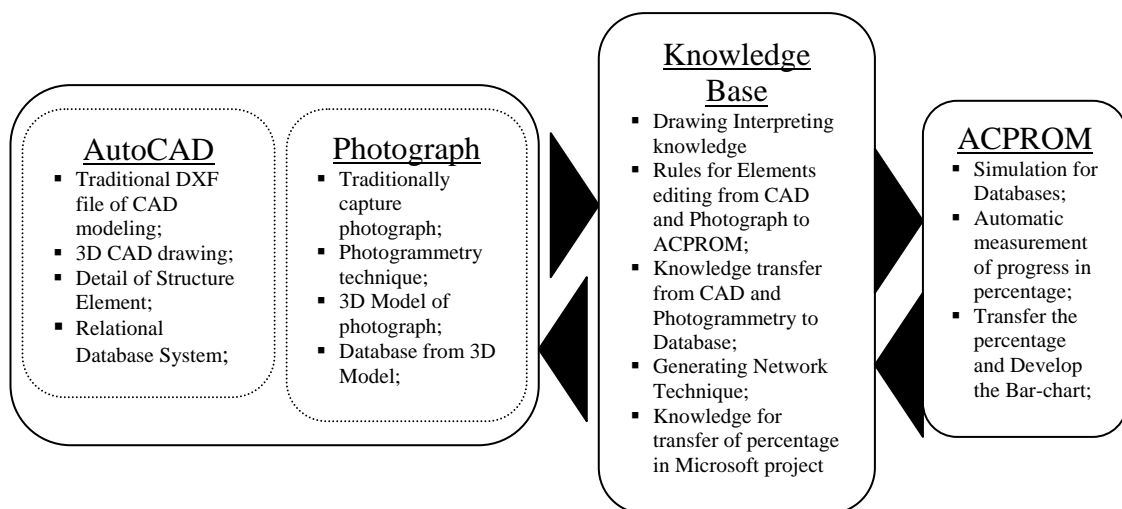 AutoCAD
▪ Traditional DXF
file of CAD
modeling;
▪ 3D CAD drawing;
▪ Detail of Structure
Element;
▪ Relational
Database System;
Photograph
▪ Traditionally
capture
photograph;
▪ Photogrammetry
technique;
▪ 3D Model of
photograph;
▪ Database from 3D
Model;
Knowledge
Base
▪ Drawing Interpreting
knowledge
▪ Rules for Elements
editing from CAD
and Photograph to
ACPROM;
▪ Knowledge transfer
from CAD and
Photogrammetry to
Database;
▪ Generating Network
Technique;
▪ Knowledge for
transfer of percentage
in Microsoft project
ACPROM
▪ Simulation for
Databases;
▪ Automatic
measurement
of progress in
percentage;
▪ Transfer the
percentage
and Develop
the Bar-chart;